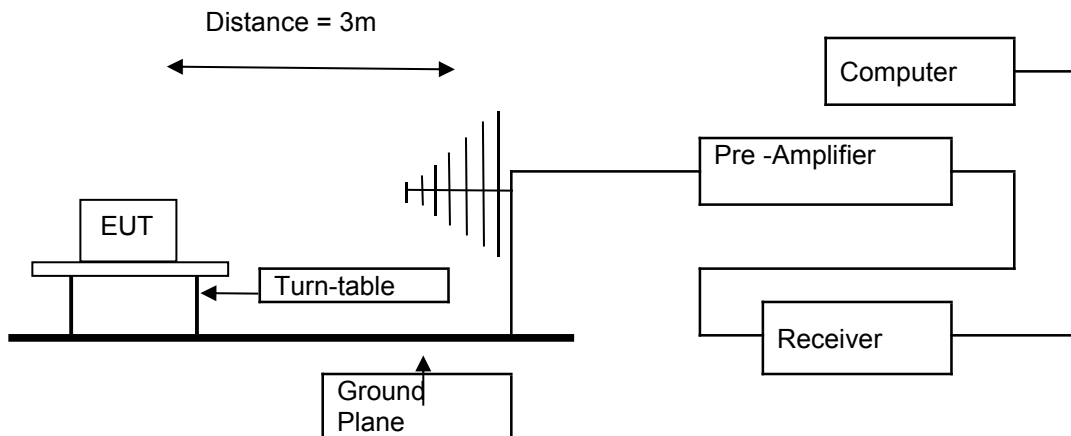 Distance = 3m
Computer
Pre -Amplifier
EUT
Turn-table
Receiver
Ground
Plane